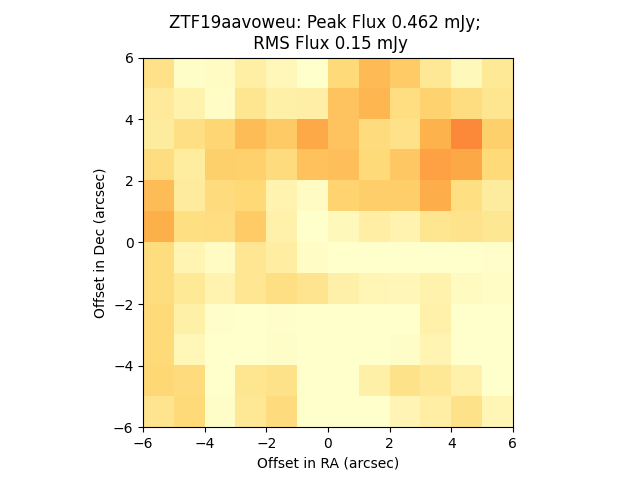 ZTF19aavoweu: Peak Flux 0.462 mJy;
RMS Flux 0.15 mJy
6
4
2
0
−2
−4
−6
Offset in Dec (arcsec)
−6 −4 −2 0 2 4 6
Offset in RA (arcsec)